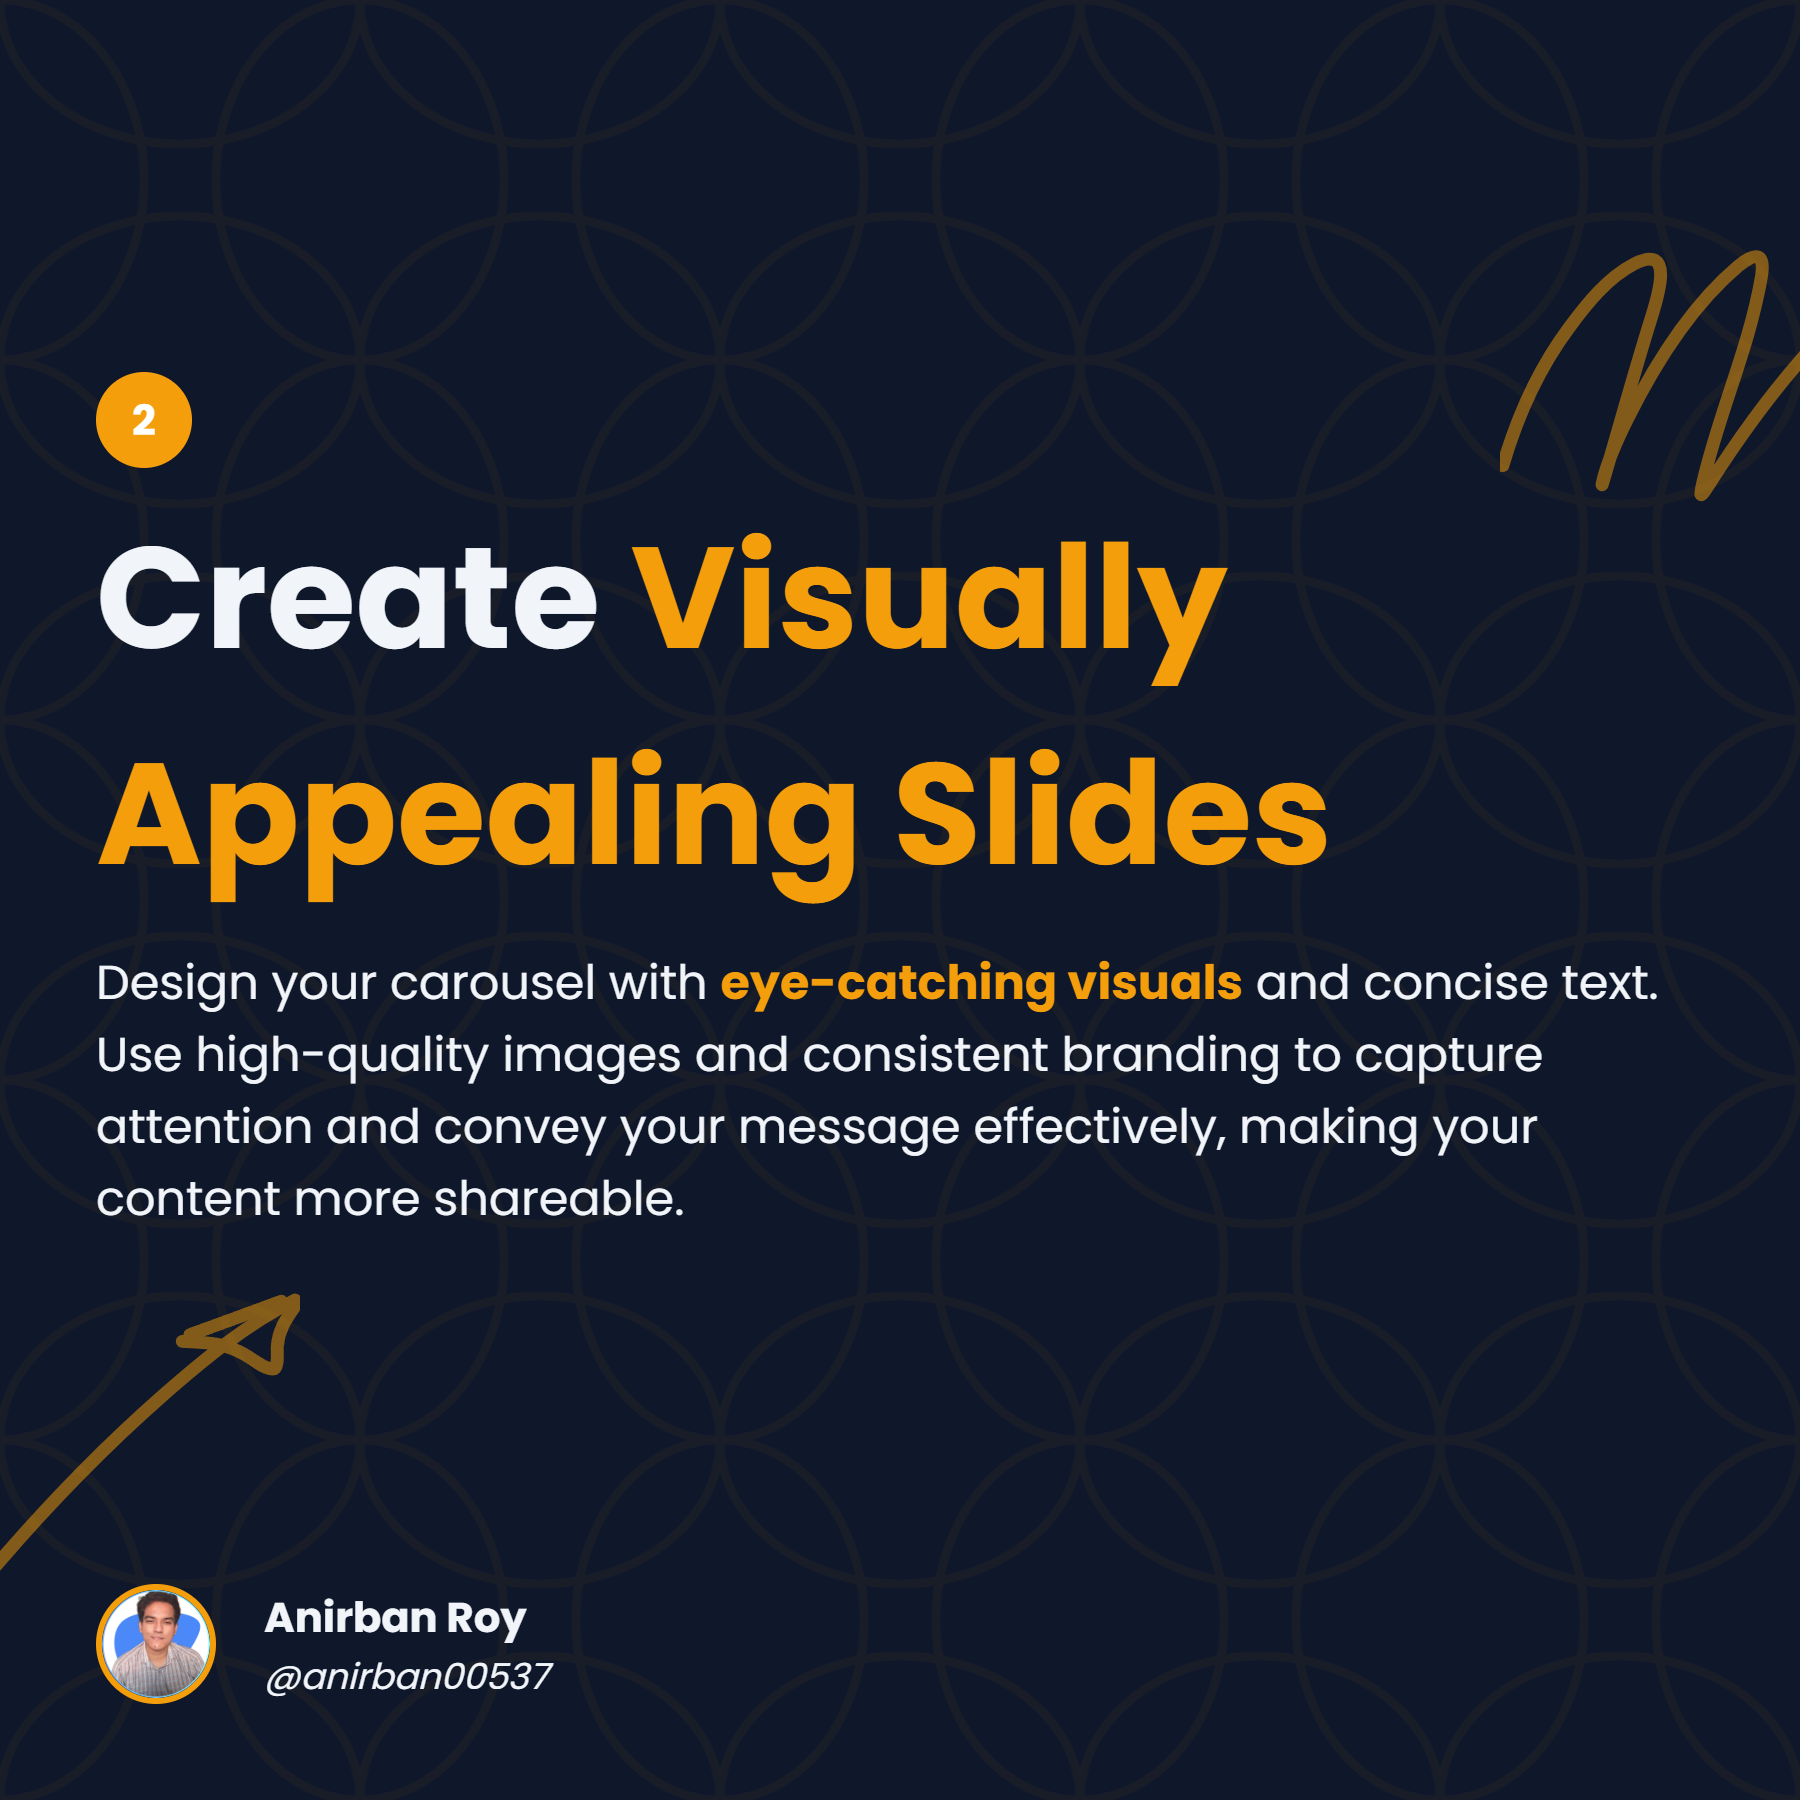 2
Create Visually
Appealing Slides
Design your carousel with eye-catching visuals and concise text.
Use high-quality images and consistent branding to capture
attention and convey your message effectively, making your
content more shareable.
Anirban Roy
@anirban00537